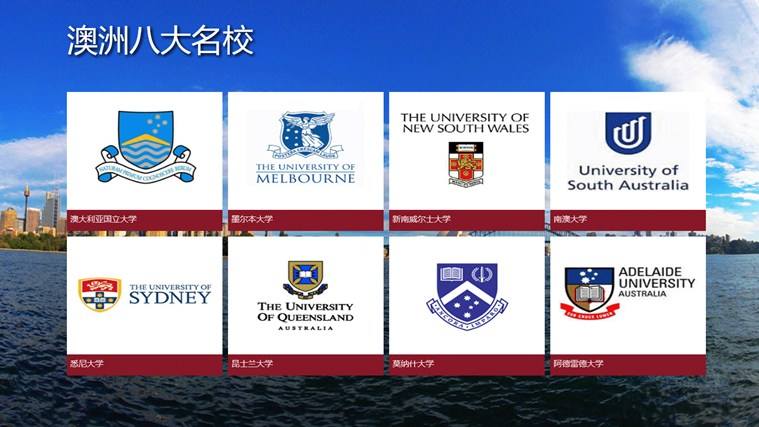 澳洲八大名校
NATURAM PRIMUM COGNOSCERE RERUM
澳大利亚国立大学
POSTERA CRESCAM LAUDE
THE UNIVERSITY OF
MELBOURNE
墨尔本大学
THE UNIVERSITY OF
NEW SOUTH WALES
新南威尔士大学
University of
South Australia
南澳大学
THE UNIVERSITY OF
SYDNEY
悉尼大学
THE UNIVERSITY
OF QUEENSLAND
AUSTRALIA
昆士兰大学
ANCORA IMPARO
莫纳什大学
ADELAIDE
UNIVERSITY
AUSTRALIA
SUB CRUCE LUMEN
阿德雷德大学